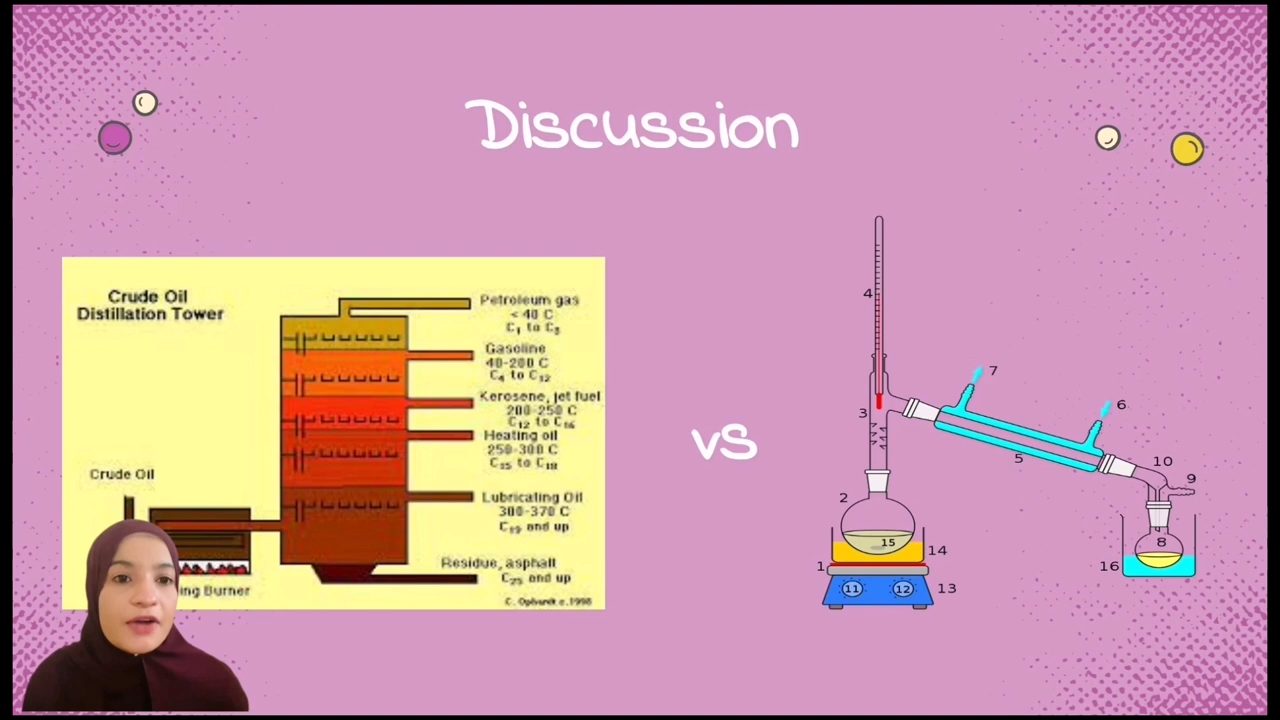 Discussion
Crude Oil
Distillation Tower
Petroleum gas
< 40 C
C₁ to C₃
Gasoline
40-200 C
C₄ to C₁₂
Kerosene, jet fuel
200-250 C
C₁₂ to C₁₆
Heating oil
250-300 C
C₁₅ to C₁₈
Crude Oil
Lubricating Oil
300-370 C
C₁₉ and up
Residue, asphalt
C₂₅ and up
ing Burner
C. Ophardt c. 1998
vs
4
7
6
3
5
10
9
2
15
8
14
1
16
11
12
13